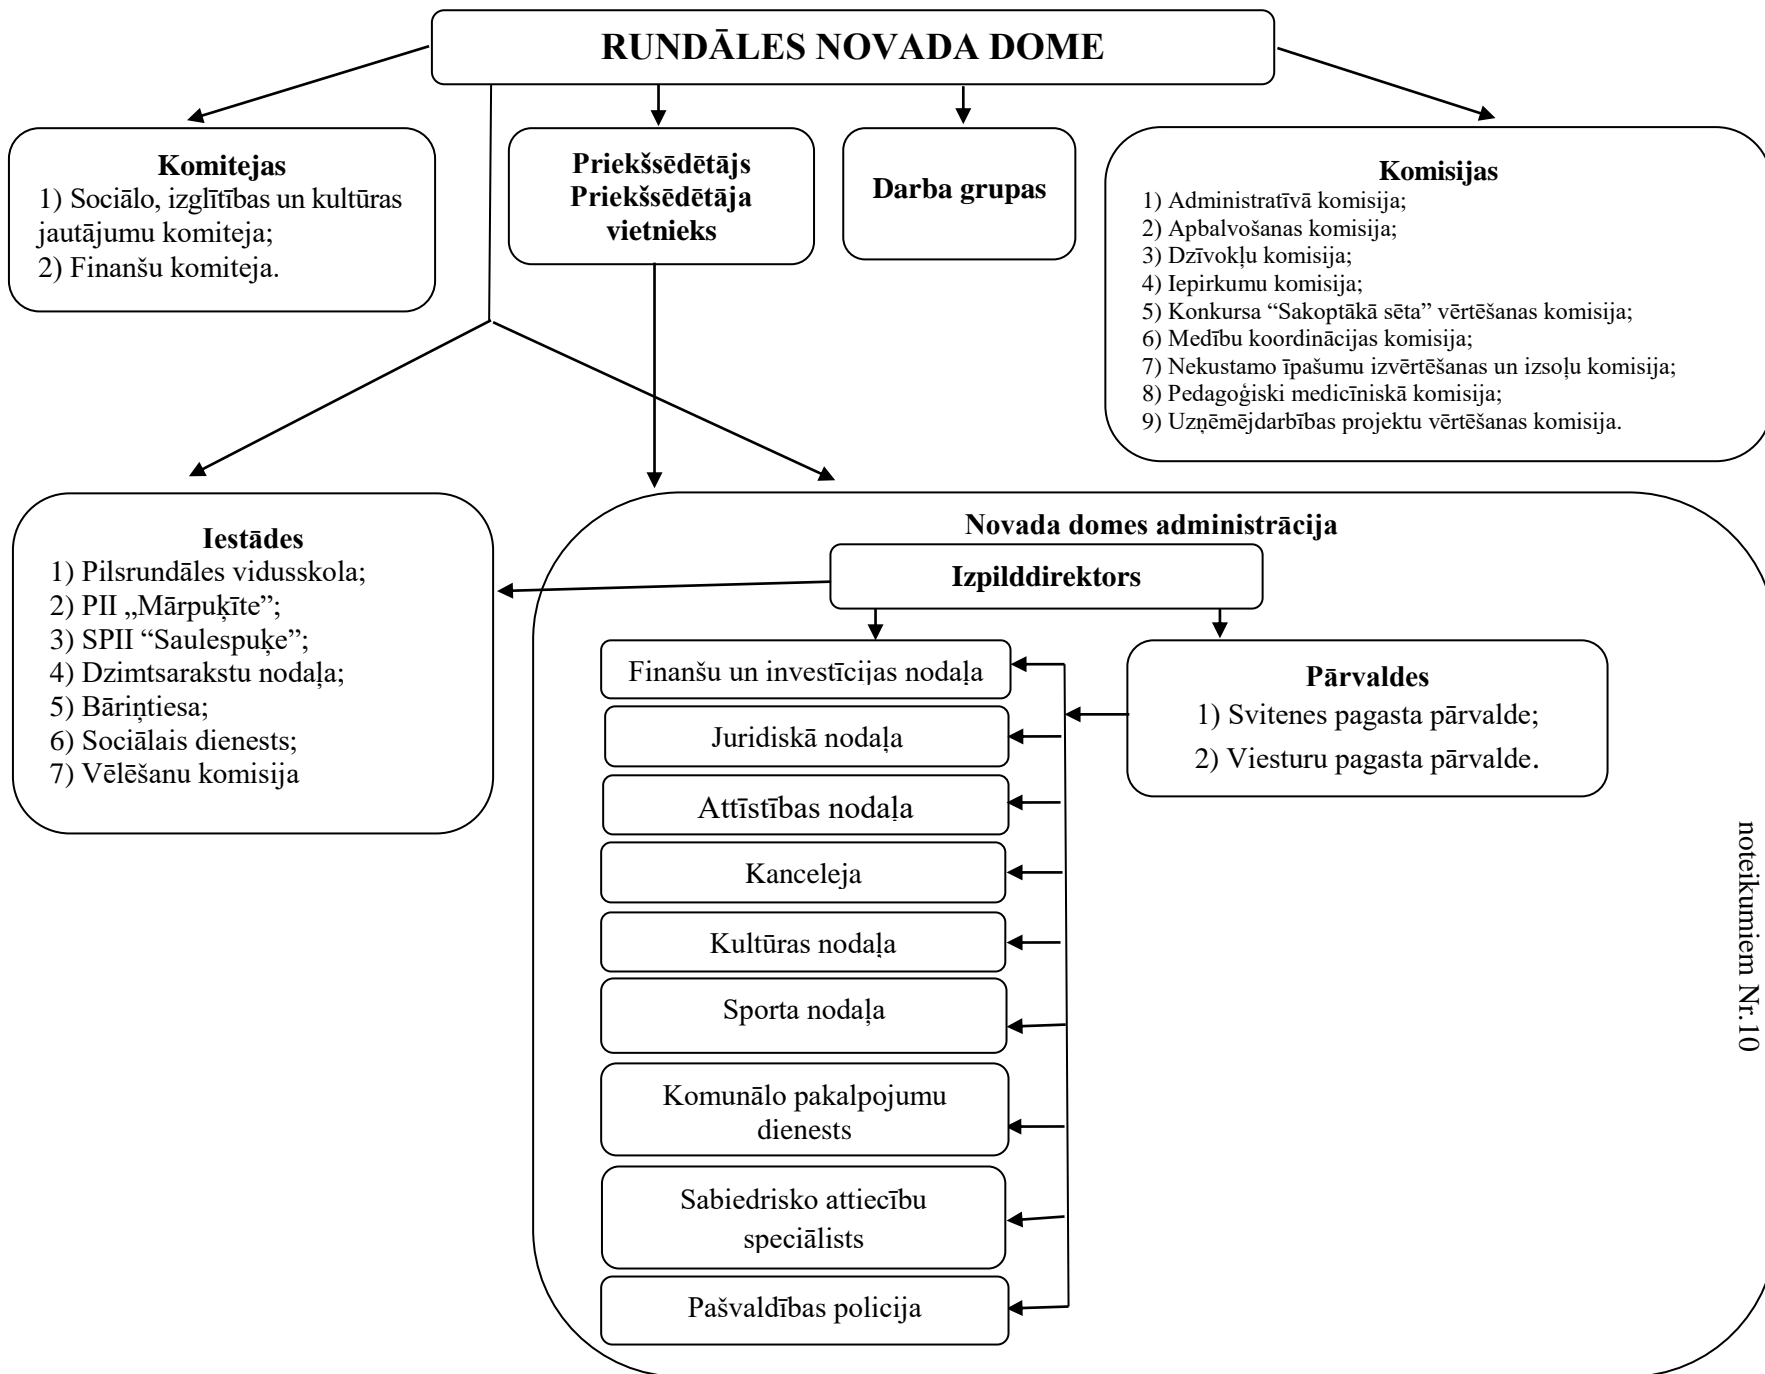 RUNDĀLES NOVADA DOME
Komitejas
1) Sociālo, izglītības un kultūras
jautājumu komiteja;
2) Finanšu komiteja.
Priekšsēdētājs
Priekšsēdētāja
vietnieks
Darba grupas
Komisijas
1) Administratīvā komisija;
2) Apbalvošanas komisija;
3) Dzīvokļu komisija;
4) Iepirkumu komisija;
5) Konkursa “Sakoptākā sēta” vērtēšanas komisija;
6) Medību koordinācijas komisija;
7) Nekustamo īpašumu izvērtēšanas un izsoļu komisija;
8) Pedagoģiski medicīniskā komisija;
9) Uzņēmējdarbības projektu vērtēšanas komisija.
Iestādes
1) Pilsrundāles vidusskola;
2) PII „Mārpuķīte”;
3) SPII “Saulespuķe”;
4) Dzimtsarakstu nodaļa;
5) Bāriņtiesa;
6) Sociālais dienests;
7) Vēlēšanu komisija
Novada domes administrācija
Izpilddirektors
Finanšu un investīcijas nodaļa
Juridiskā nodaļa
Attīstības nodaļa
Kanceleja
Kultūras nodaļa
Sporta nodaļa
Komunālo pakalpojumu
dienests
Sabiedrisko attiecību
speciālists
Pašvaldības policija
Pārvaldes
1) Svitenes pagasta pārvalde;
2) Viesturu pagasta pārvalde.
noteikumiem Nr.10